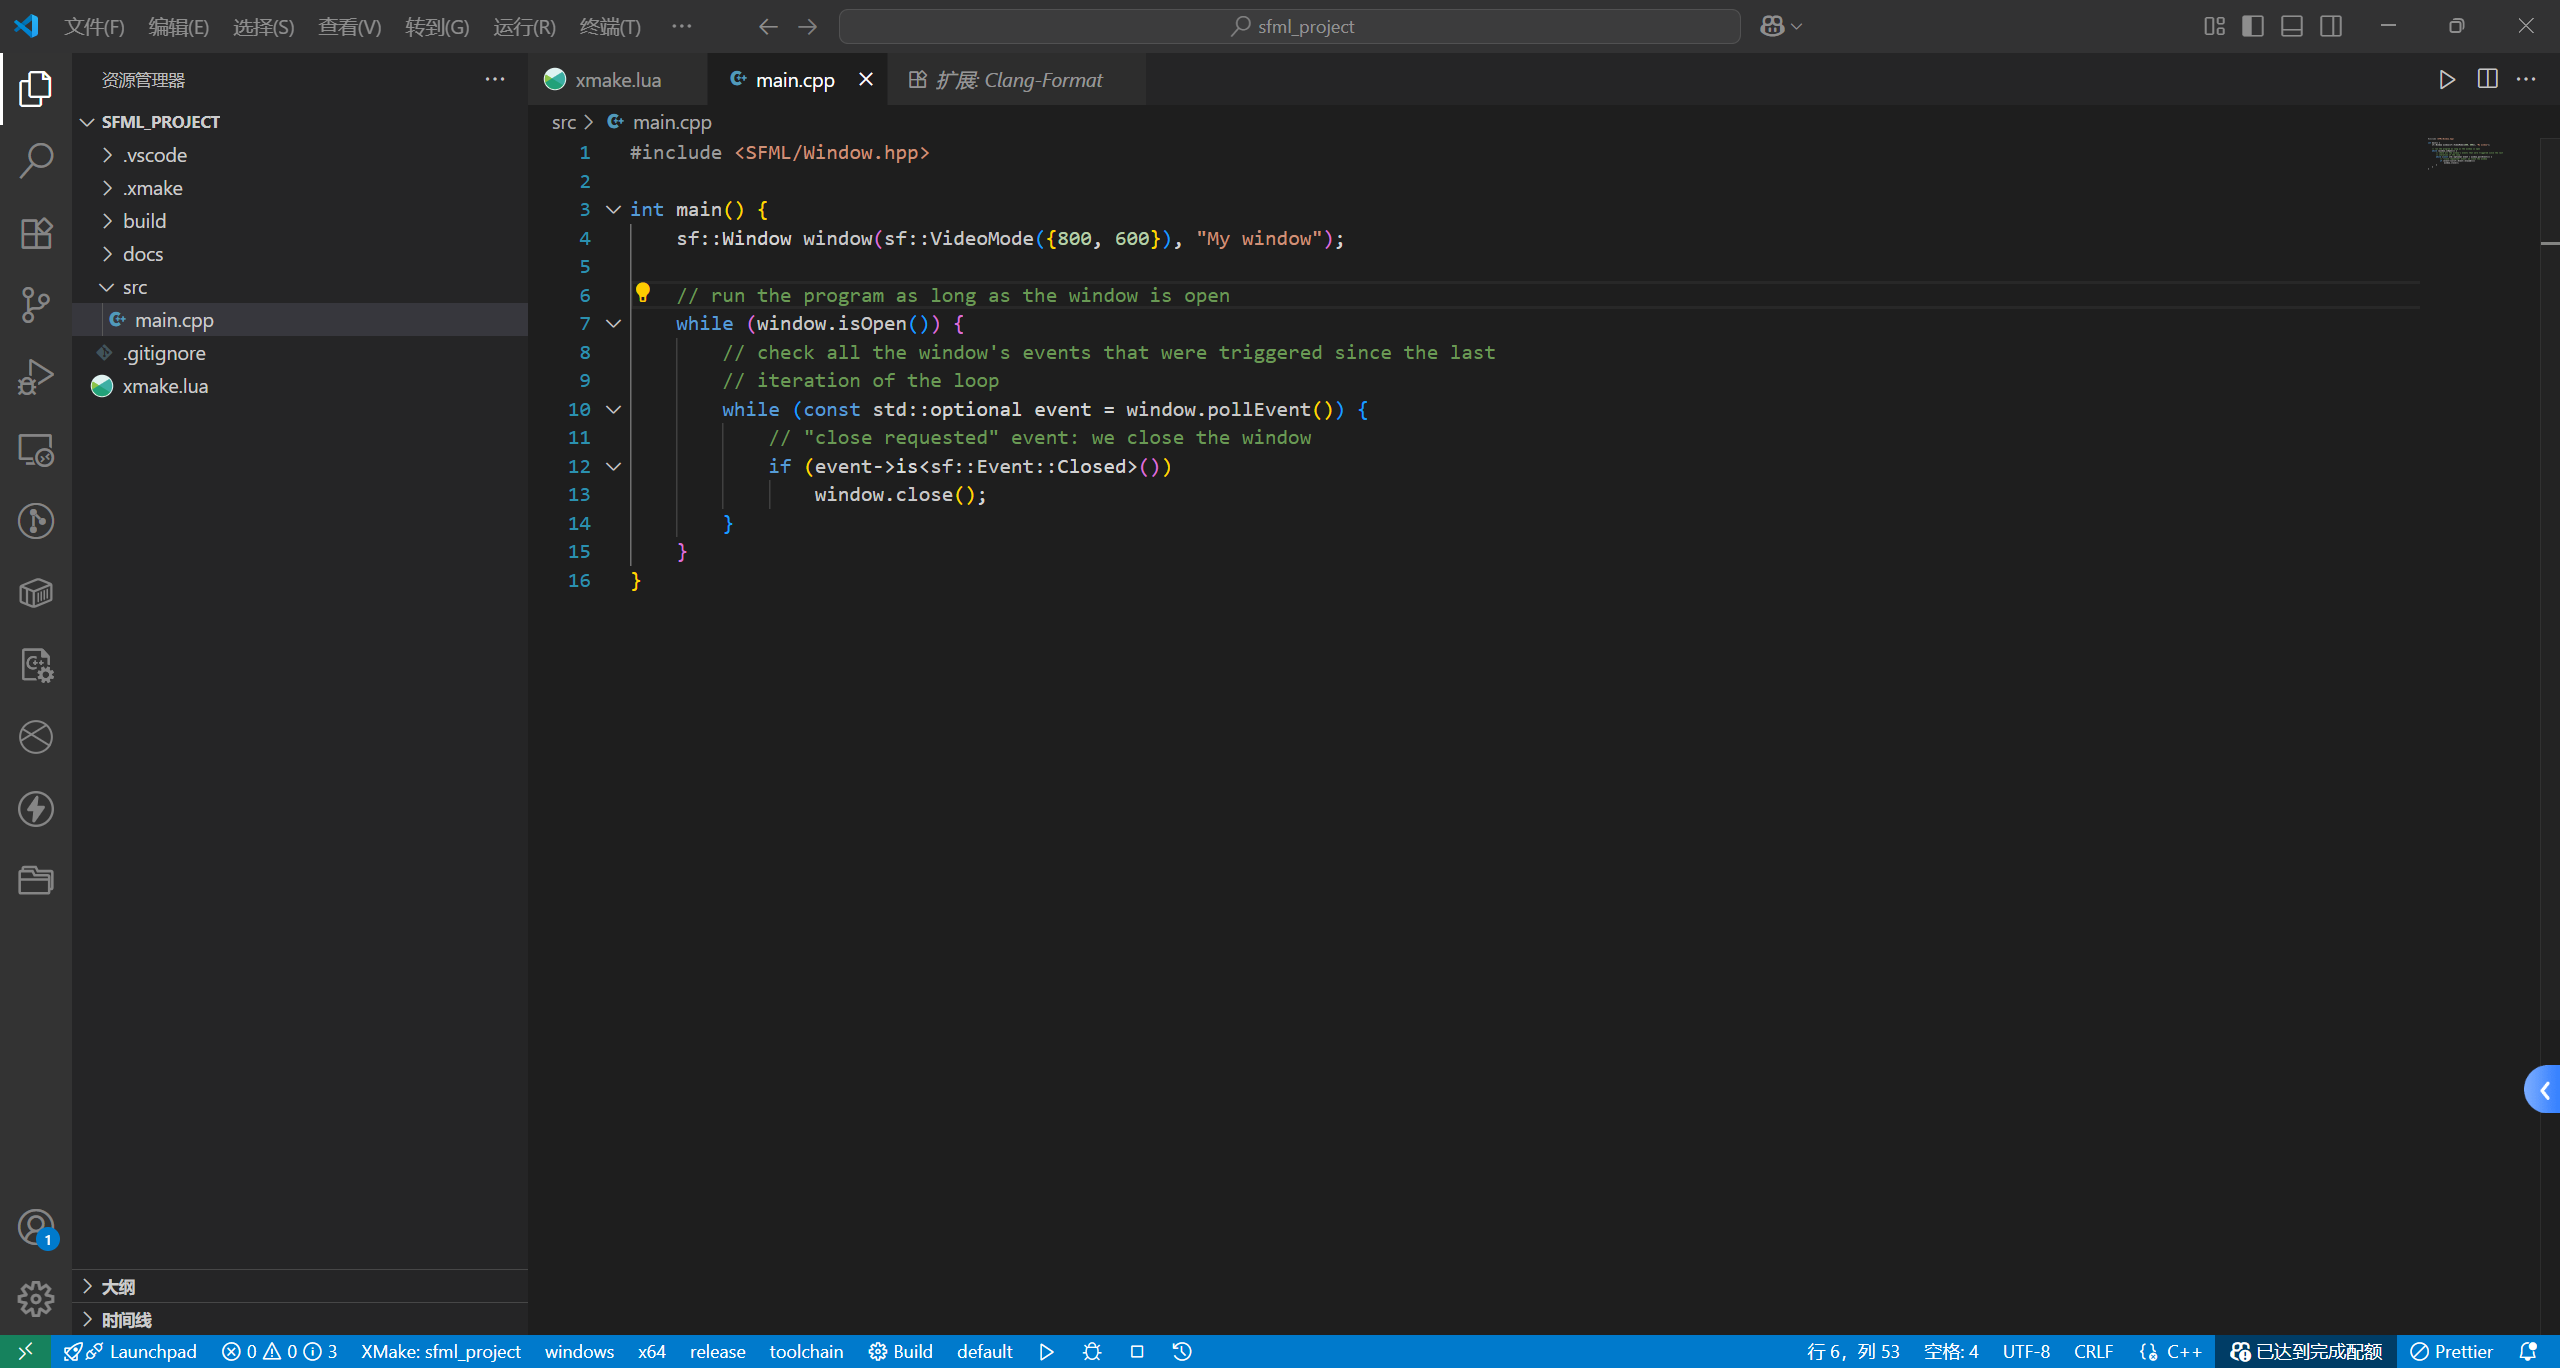 文件(F) 编辑(E) 选择(S) 查看(V) 转到(G) 运行(R) 终端(T) ··· sfml_project
资源管理器
SFML_PROJECT
.vscode
.xmake
build
docs
src
main.cpp
.gitignore
xmake.lua
大纲
时间线
xmake.lua main.cpp 扩展: Clang-Format
src > main.cpp
1 #include <SFML/Window.hpp>
2
3 int main() {
4 sf::Window window(sf::VideoMode({800, 600}), "My window");
5
6 // run the program as long as the window is open
7 while (window.isOpen()) {
8 // check all the window's events that were triggered since the last
9 // iteration of the loop
10 while (const std::optional event = window.pollEvent()) {
11 // "close requested" event: we close the window
12 if (event->is<sf::Event::Closed>())
13 window.close();
14 }
15 }
16 }
1
Launchpad 0 0 3 XMake: sfml_project windows x64 release toolchain Build default 行 6，列 53 空格: 4 UTF-8 CRLF C++ 已达到完成配额 Prettier